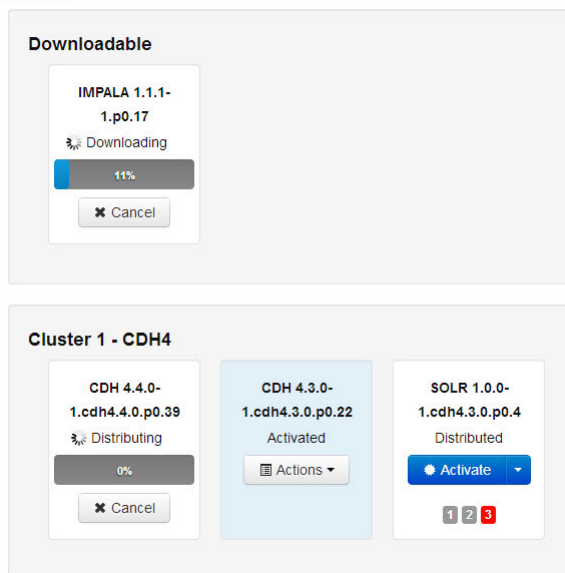 Downloadable
IMPALA 1.1.1-
1.p0.17
Downloading
11%
Cancel
Cluster 1 - CDH4
CDH 4.4.0-
1.cdh4.4.0.p0.39
Distributing
0%
Cancel
CDH 4.3.0-
1.cdh4.3.0.p0.22
Activated
Actions
SOLR 1.0.0-
1.cdh4.3.0.p0.4
Distributed
Activate
1 2 3